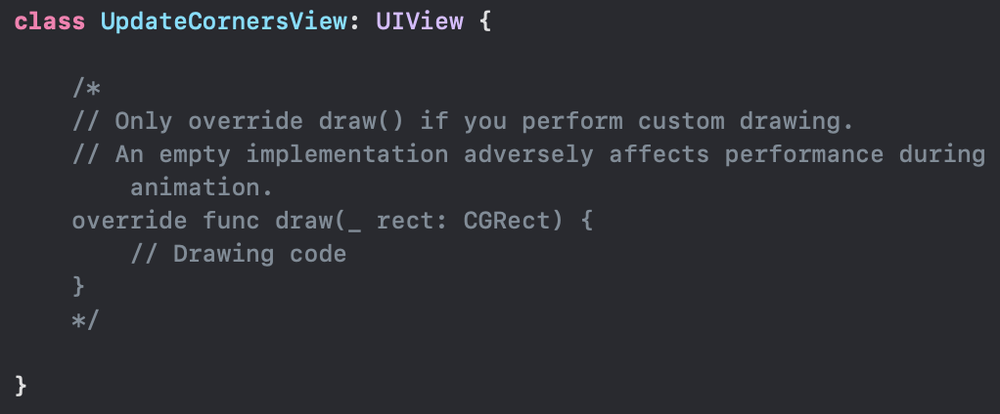 class UpdateCornersView: UIView {
/*
// Only override draw() if you perform custom drawing.
// An empty implementation adversely affects performance during
animation.
override func draw(_ rect: CGRect) {
// Drawing code
}
*/
}